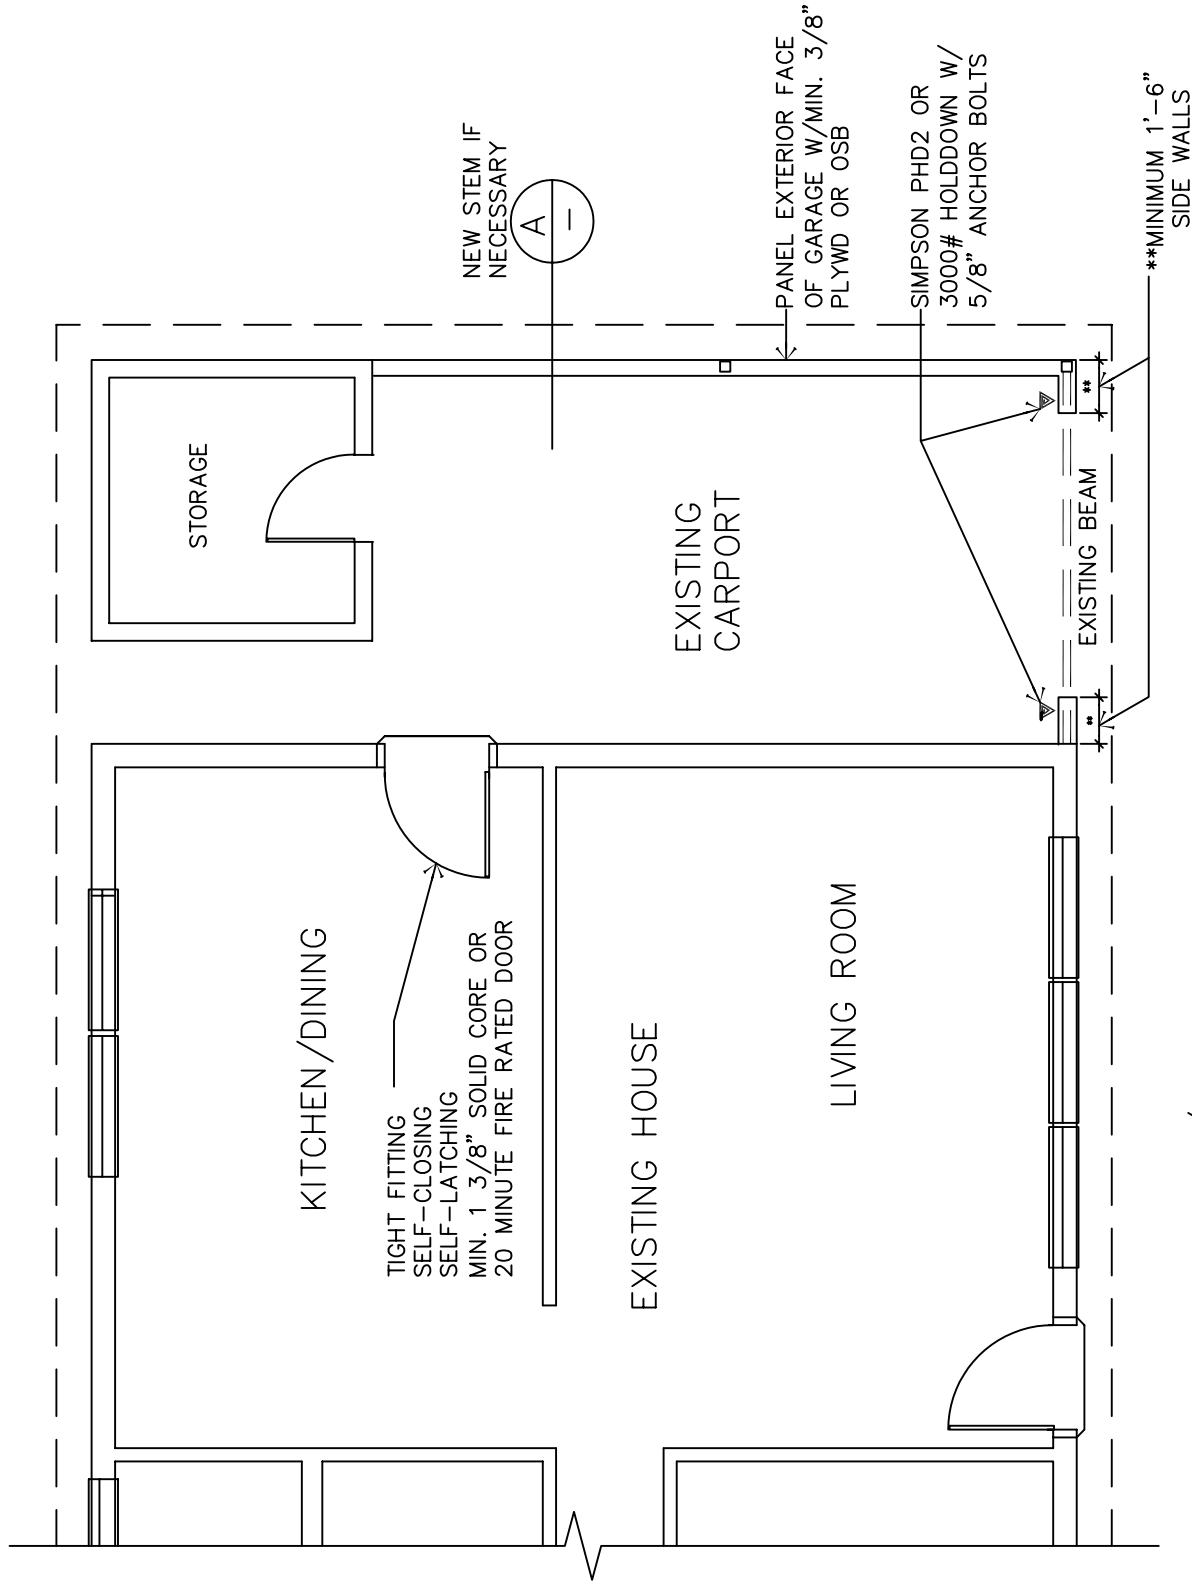 STORAGE
NEW STEM IF
NECESSARY
A
–
PANEL EXTERIOR FACE
OF GARAGE W/MIN. 3/8"
PLYWD OR OSB
SIMPSON PHD2 OR
3000# HOLDDOWN W/
5/8" ANCHOR BOLTS
**MINIMUM 1'-6"
SIDE WALLS
EXISTING
CARPORT
**
EXISTING BEAM
**
KITCHEN/DINING
TIGHT FITTING
SELF-CLOSING
SELF-LATCHING
MIN. 1 3/8" SOLID CORE OR
20 MINUTE FIRE RATED DOOR
EXISTING HOUSE
LIVING ROOM